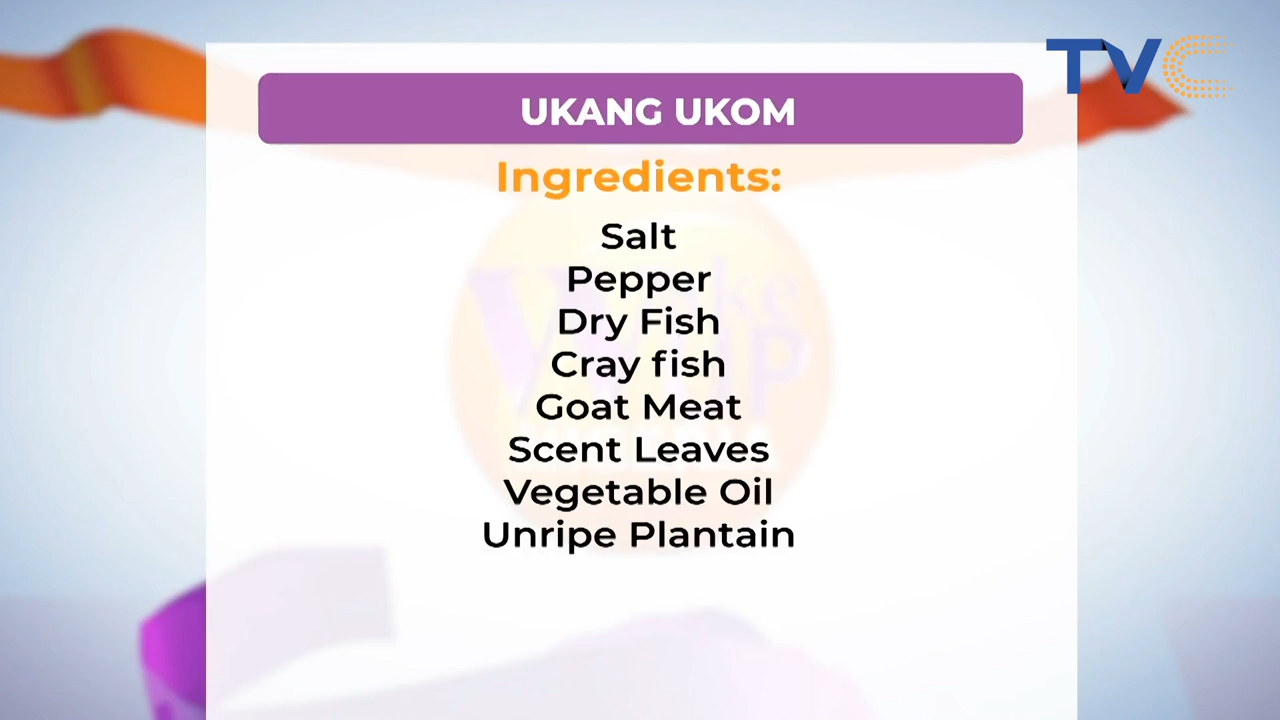 TVC
UKANG UKOM
Ingredients:
Salt
Pepper
Dry Fish
Cray fish
Goat Meat
Scent Leaves
Vegetable Oil
Unripe Plantain